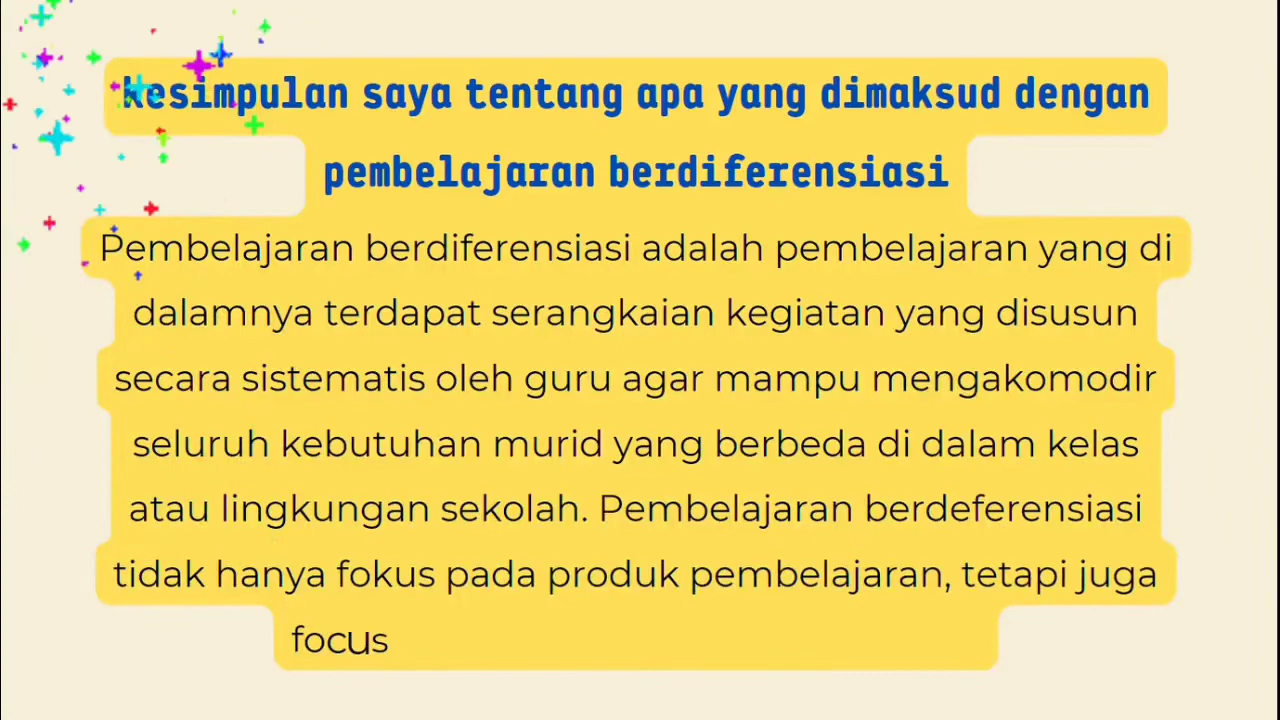 Kesimpulan saya tentang apa yang dimaksud dengan
pembelajaran berdiferensiasi
Pembelajaran berdiferensiasi adalah pembelajaran yang di
dalamnya terdapat serangkaian kegiatan yang disusun
secara sistematis oleh guru agar mampu mengakomodir
seluruh kebutuhan murid yang berbeda di dalam kelas
atau lingkungan sekolah. Pembelajaran berdeferensiasi
tidak hanya fokus pada produk pembelajaran, tetapi juga
focus